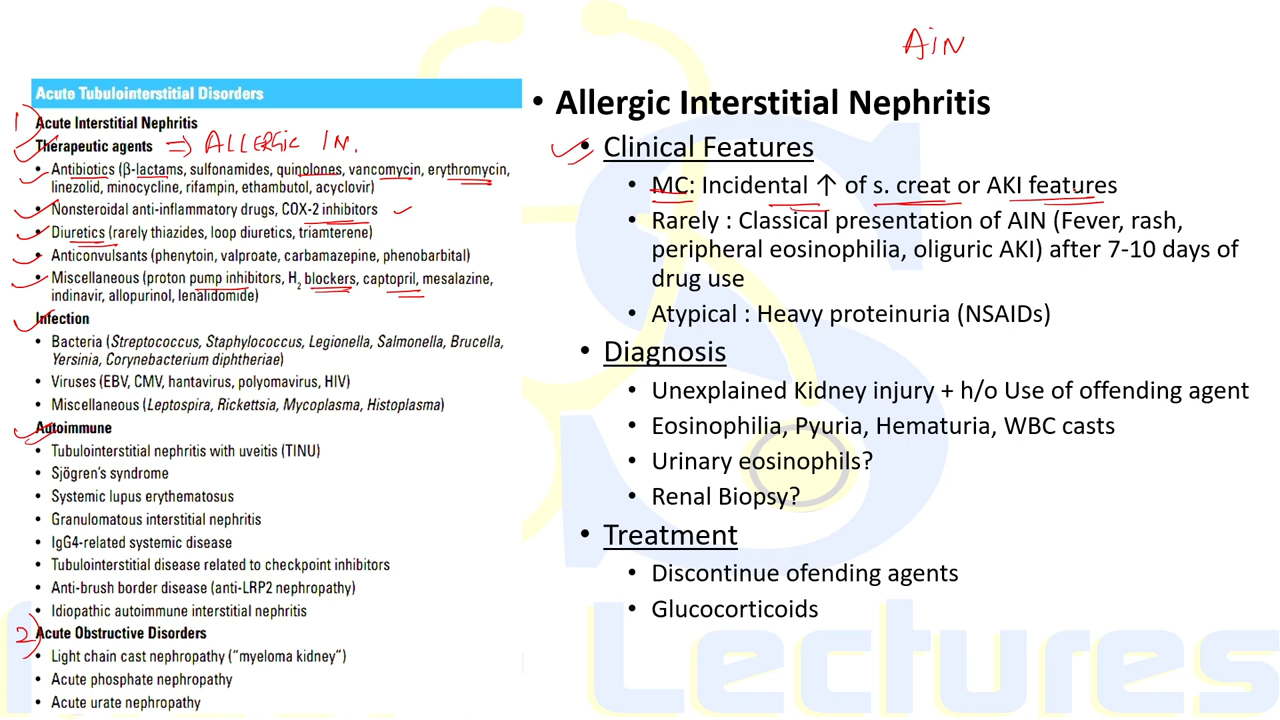 AIN
Acute Tubulointerstitial Disorders
1) Acute Interstitial Nephritis
Therapeutic agents ⇒ ALLERGIC IN.
• Antibiotics (β-lactams, sulfonamides, quinolones, vancomycin, erythromycin,
linezolid, minocycline, rifampin, ethambutol, acyclovir)
• Nonsteroidal anti-inflammatory drugs, COX-2 inhibitors
• Diuretics (rarely thiazides, loop diuretics, triamterene)
• Anticonvulsants (phenytoin, valproate, carbamazepine, phenobarbital)
• Miscellaneous (proton pump inhibitors, H2 blockers, captopril, mesalazine,
indinavir, allopurinol, lenalidomide)
Infection
• Bacteria (Streptococcus, Staphylococcus, Legionella, Salmonella, Brucella,
Yersinia, Corynebacterium diphtheriae)
• Viruses (EBV, CMV, hantavirus, polyomavirus, HIV)
• Miscellaneous (Leptospira, Rickettsia, Mycoplasma, Histoplasma)
Autoimmune
• Tubulointerstitial nephritis with uveitis (TINU)
• Sjögren's syndrome
• Systemic lupus erythematosus
• Granulomatous interstitial nephritis
• IgG4-related systemic disease
• Tubulointerstitial disease related to checkpoint inhibitors
• Anti-brush border disease (anti-LRP2 nephropathy)
• Idiopathic autoimmune interstitial nephritis
2) Acute Obstructive Disorders
• Light chain cast nephropathy ("myeloma kidney")
• Acute phosphate nephropathy
• Acute urate nephropathy
• Allergic Interstitial Nephritis
• Clinical Features
• MC: Incidental ↑ of s. creat or AKI features
• Rarely : Classical presentation of AIN (Fever, rash,
peripheral eosinophilia, oliguric AKI) after 7-10 days of
drug use
• Atypical : Heavy proteinuria (NSAIDs)
• Diagnosis
• Unexplained Kidney injury + h/o Use of offending agent
• Eosinophilia, Pyuria, Hematuria, WBC casts
• Urinary eosinophils?
• Renal Biopsy?
• Treatment
• Discontinue ofending agents
• Glucocorticoids
Lectures